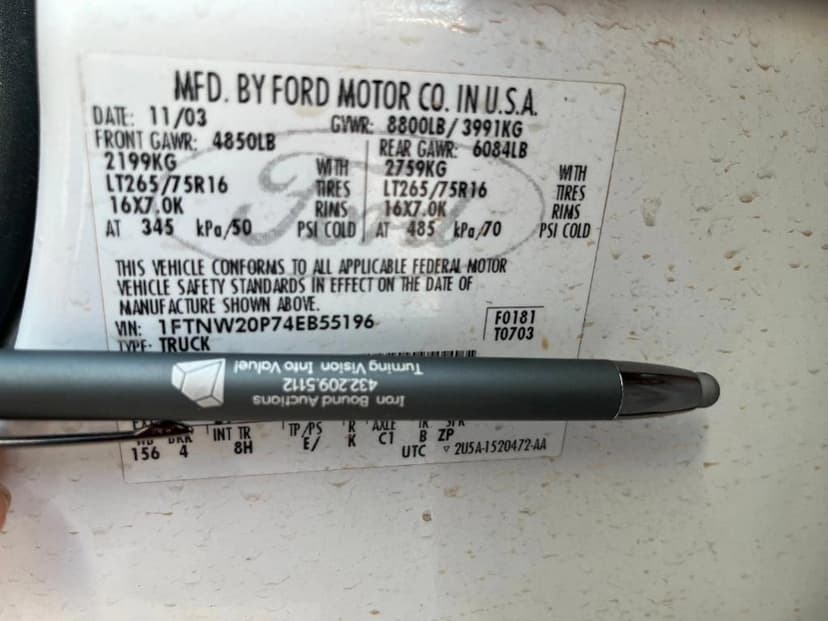 MFD. BY FORD MOTOR CO. IN U.S.A.
DATE: 11/03 GVWR: 8800LB/ 3991KG
FRONT GAWR: 4850LB REAR GAWR: 6084LB
2199KG WITH 2759KG WITH
LT265/75R16 TIRES LT265/75R16 TIRES
16X7.0K RIMS 16X7.0K RIMS
AT 345 kPa/50 PSI COLD AT 485 kPa/70 PSI COLD
Ford
THIS VEHICLE CONFORMS TO ALL APPLICABLE FEDERAL MOTOR
VEHICLE SAFETY STANDARDS IN EFFECT ON THE DATE OF
MANUFACTURE SHOWN ABOVE.
VIN: 1FTNW20P74EB55196 F0181
TYPE: TRUCK T0703
Iron Bound Auctions
432.209.5112
Turning Vision Into Value!
WB BRK INT TR TP/PS R AXLE TR SPR
156 4 8H E/ K C1 B ZP
UTC ▽ 2U5A-1520472-AA